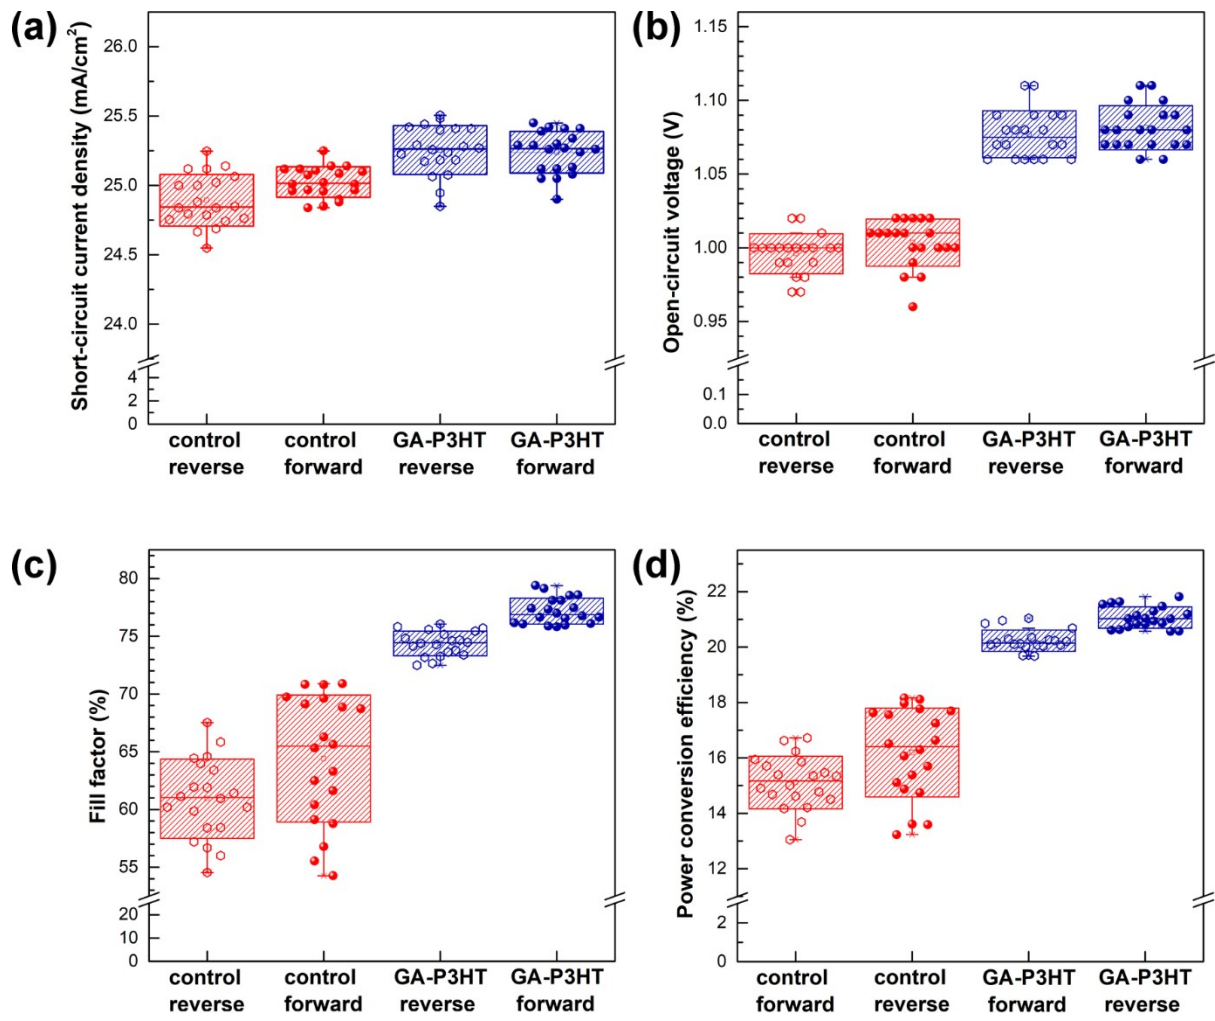 (a)
Short-circuit current density (mA/cm²)
26.0
25.5
25.0
24.5
24.0
4
2
0
control reverse
control forward
GA-P3HT reverse
GA-P3HT forward
(b)
Open-circuit voltage (V)
1.15
1.10
1.05
1.00
0.95
0.1
0.0
control reverse
control forward
GA-P3HT reverse
GA-P3HT forward
(c)
Fill factor (%)
80
75
70
65
60
55
20
10
0
control reverse
control forward
GA-P3HT reverse
GA-P3HT forward
(d)
Power conversion efficiency (%)
22
20
18
16
14
12
2
0
control forward
control reverse
GA-P3HT forward
GA-P3HT reverse